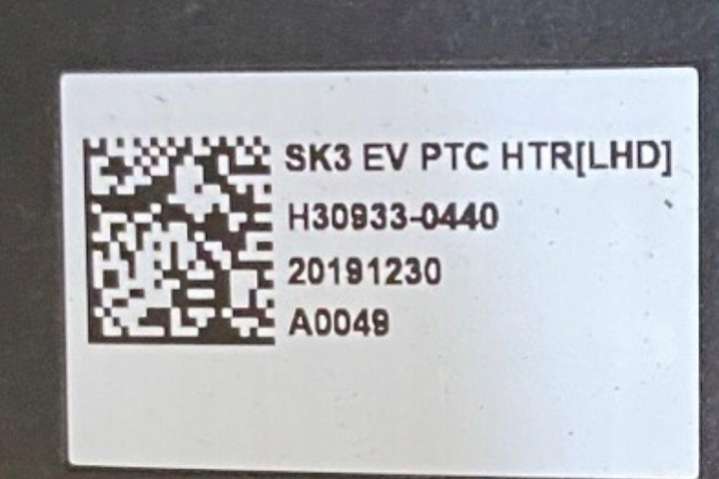 SK3 EV PTC HTR[LHD]
H30933-0440
20191230
A0049